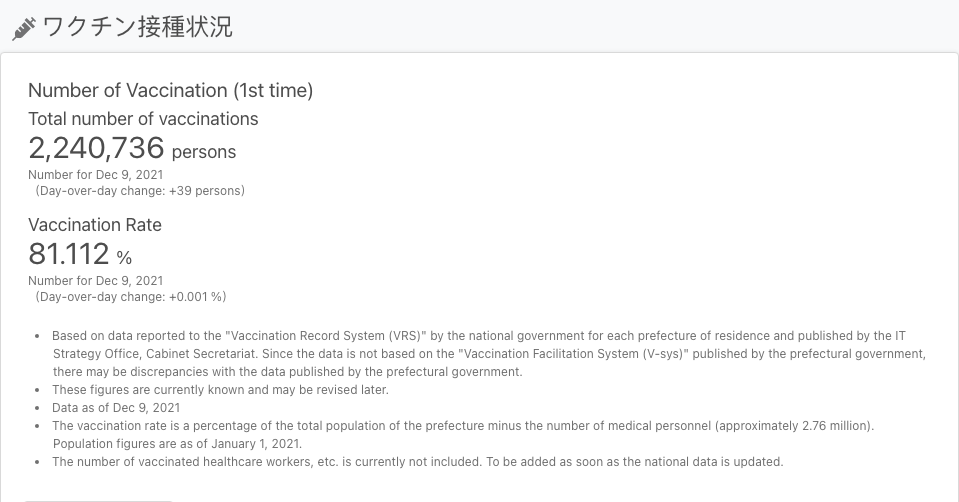 ワクチン接種状況
Number of Vaccination (1st time)
Total number of vaccinations
2,240,736 persons
Number for Dec 9, 2021
(Day-over-day change: +39 persons)
Vaccination Rate
81.112 %
Number for Dec 9, 2021
(Day-over-day change: +0.001 %)
• Based on data reported to the "Vaccination Record System (VRS)" by the national government for each prefecture of residence and published by the IT
Strategy Office, Cabinet Secretariat. Since the data is not based on the "Vaccination Facilitation System (V-sys)" published by the prefectural government,
there may be discrepancies with the data published by the prefectural government.
• These figures are currently known and may be revised later.
• Data as of Dec 9, 2021
• The vaccination rate is a percentage of the total population of the prefecture minus the number of medical personnel (approximately 2.76 million).
Population figures are as of January 1, 2021.
• The number of vaccinated healthcare workers, etc. is currently not included. To be added as soon as the national data is updated.